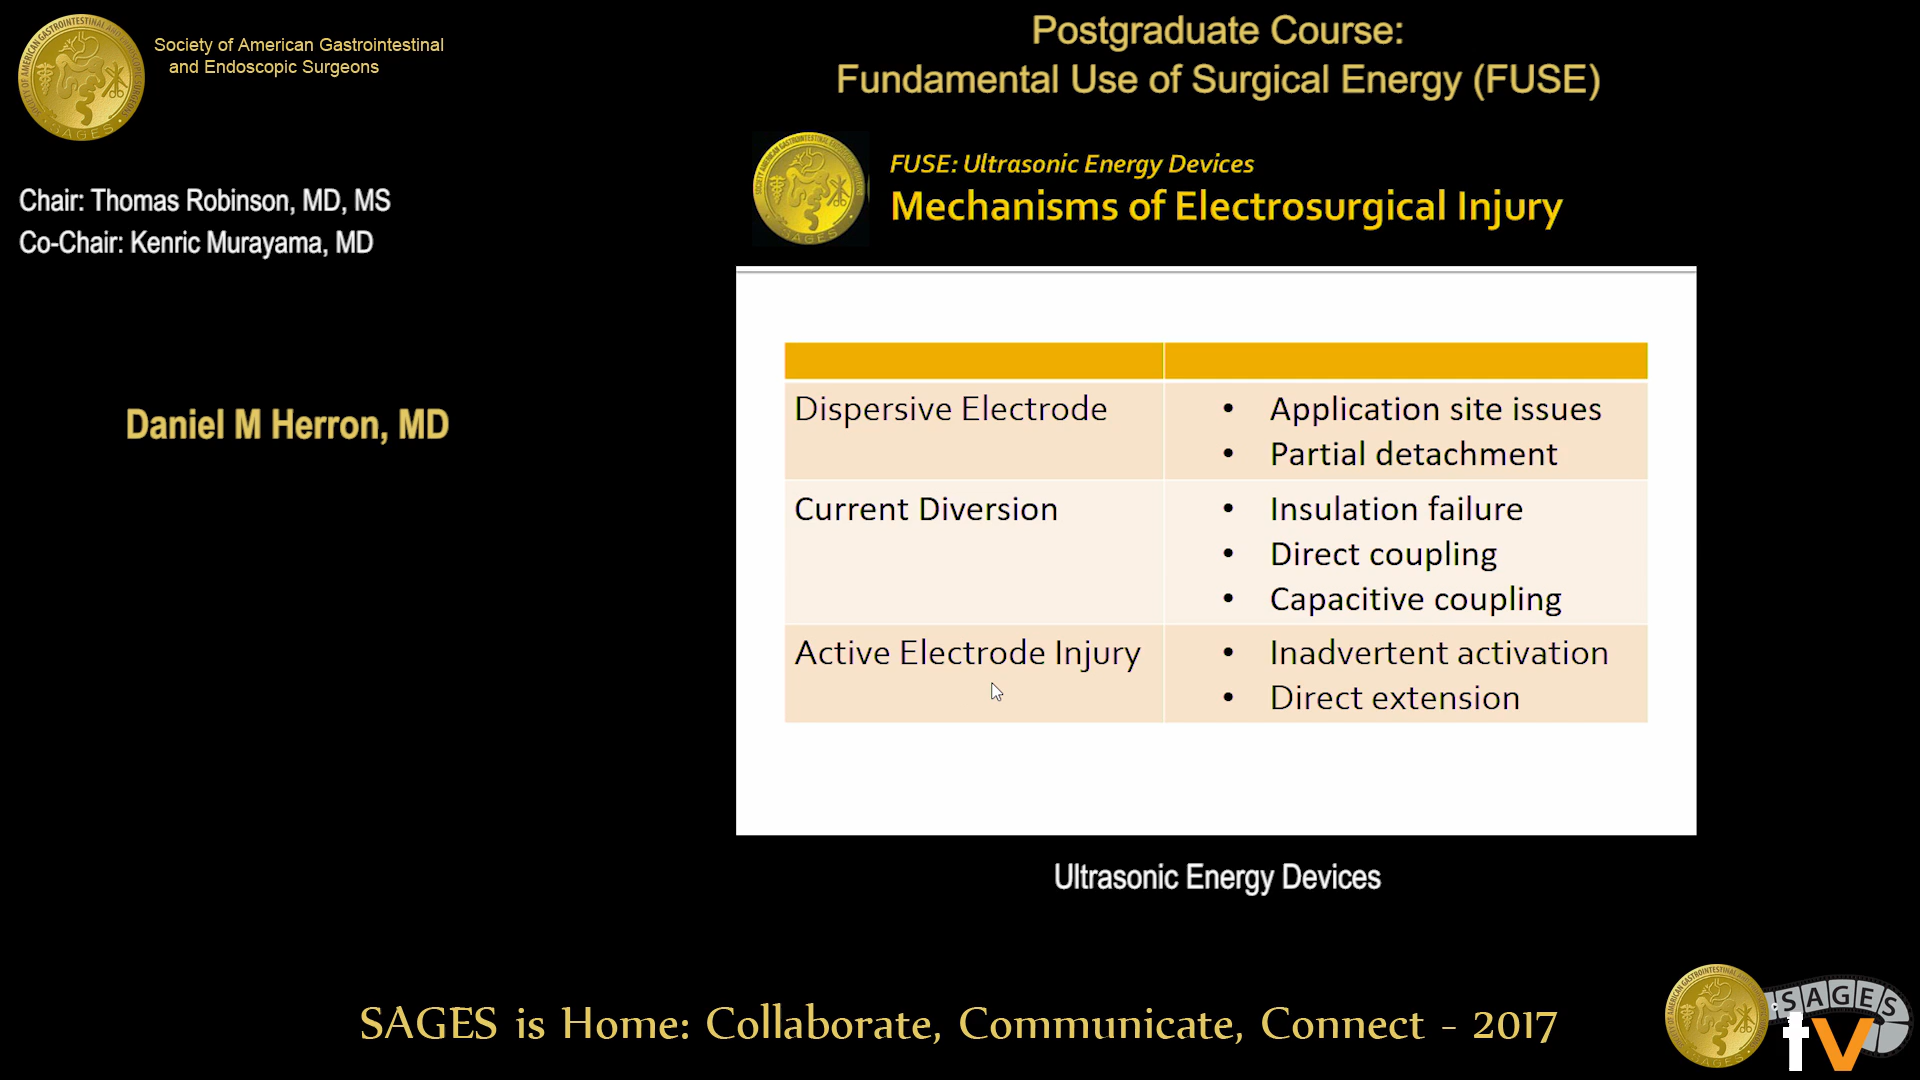 Society of American Gastrointestinal
and Endoscopic Surgeons
Postgraduate Course:
Fundamental Use of Surgical Energy (FUSE)
Chair: Thomas Robinson, MD, MS
Co-Chair: Kenric Murayama, MD
Daniel M Herron, MD
FUSE: Ultrasonic Energy Devices
Mechanisms of Electrosurgical Injury
Dispersive Electrode
• Application site issues
• Partial detachment
Current Diversion
• Insulation failure
• Direct coupling
• Capacitive coupling
Active Electrode Injury
• Inadvertent activation
• Direct extension
Ultrasonic Energy Devices
SAGES is Home: Collaborate, Communicate, Connect - 2017
SAGES
tv